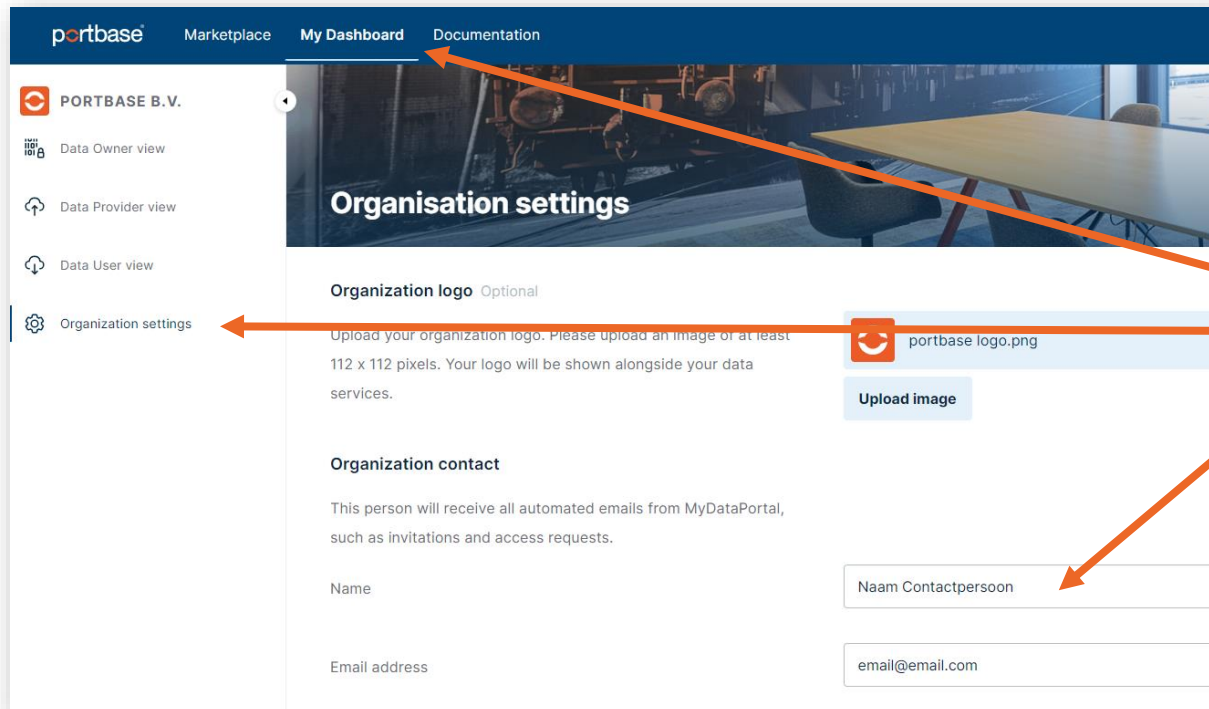 portbase Marketplace My Dashboard Documentation
PORTBASE B.V.
Data Owner view
Data Provider view
Data User view
Organization settings
Organisation settings
Organization logo Optional
Upload your organization logo. Please upload an image of at least
112 x 112 pixels. Your logo will be shown alongside your data
services.
portbase logo.png
Upload image
Organization contact
This person will receive all automated emails from MyDataPortal,
such as invitations and access requests.
Name
Naam Contactpersoon
Email address
email@email.com